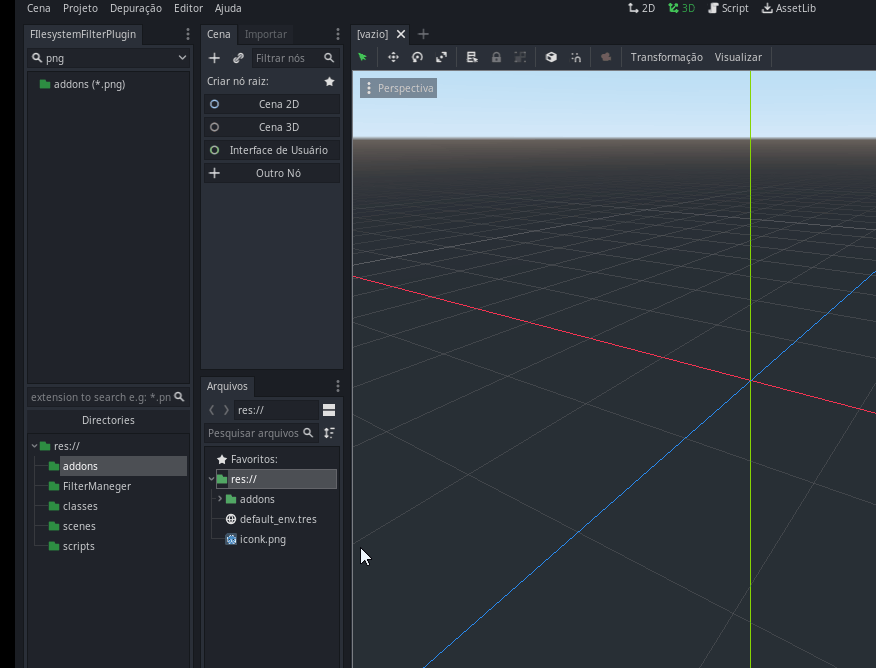 Cena Projeto Depuração Editor Ajuda 2D 3D Script AssetLib
FIlesystemFilterPlugin
png
addons (*.png)
extension to search e.g: *.pn
Directories
res://
addons
FilterManeger
classes
scenes
scripts
Cena Importar
Filtrar nós
Criar nó raiz:
Cena 2D
Cena 3D
Interface de Usuário
Outro Nó
Arquivos
res://
Pesquisar arquivos
Favoritos:
res://
addons
default_env.tres
iconk.png
[vazio]
Transformação Visualizar
Perspectiva